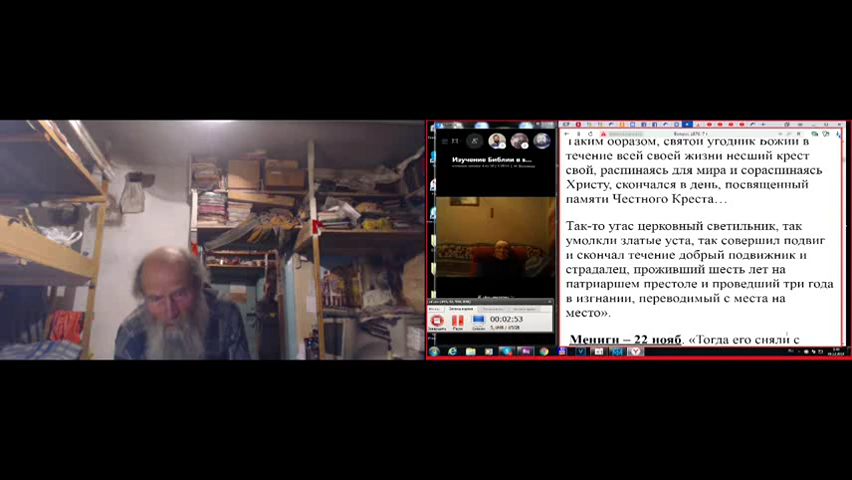 Изучение Библии в в...
00:02:53
Таким образом, святой угодник Божий в
течение всей своей жизни несший крест
свой, распинаясь для мира и сораспинаясь
Христу, скончался в день, посвященный
памяти Честного Креста…
Так-то угас церковный светильник, так
умолкли златые уста, так совершил подвиг
и скончал течение добрый подвижник и
страдалец, проживший шесть лет на
патриаршем престоле и проведший три года
в изгнании, переводимый с места на
место».
Менигн – 22 нояб. «Тогда его сняли с